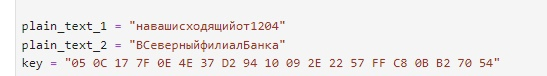 plain_text_1 = "навашисходящийот1204"
plain_text_2 = "ВСеверныйфилиалБанка"
key = "05 0C 17 7F 0E 4E 37 D2 94 10 09 2E 22 57 FF C8 0B B2 70 54"